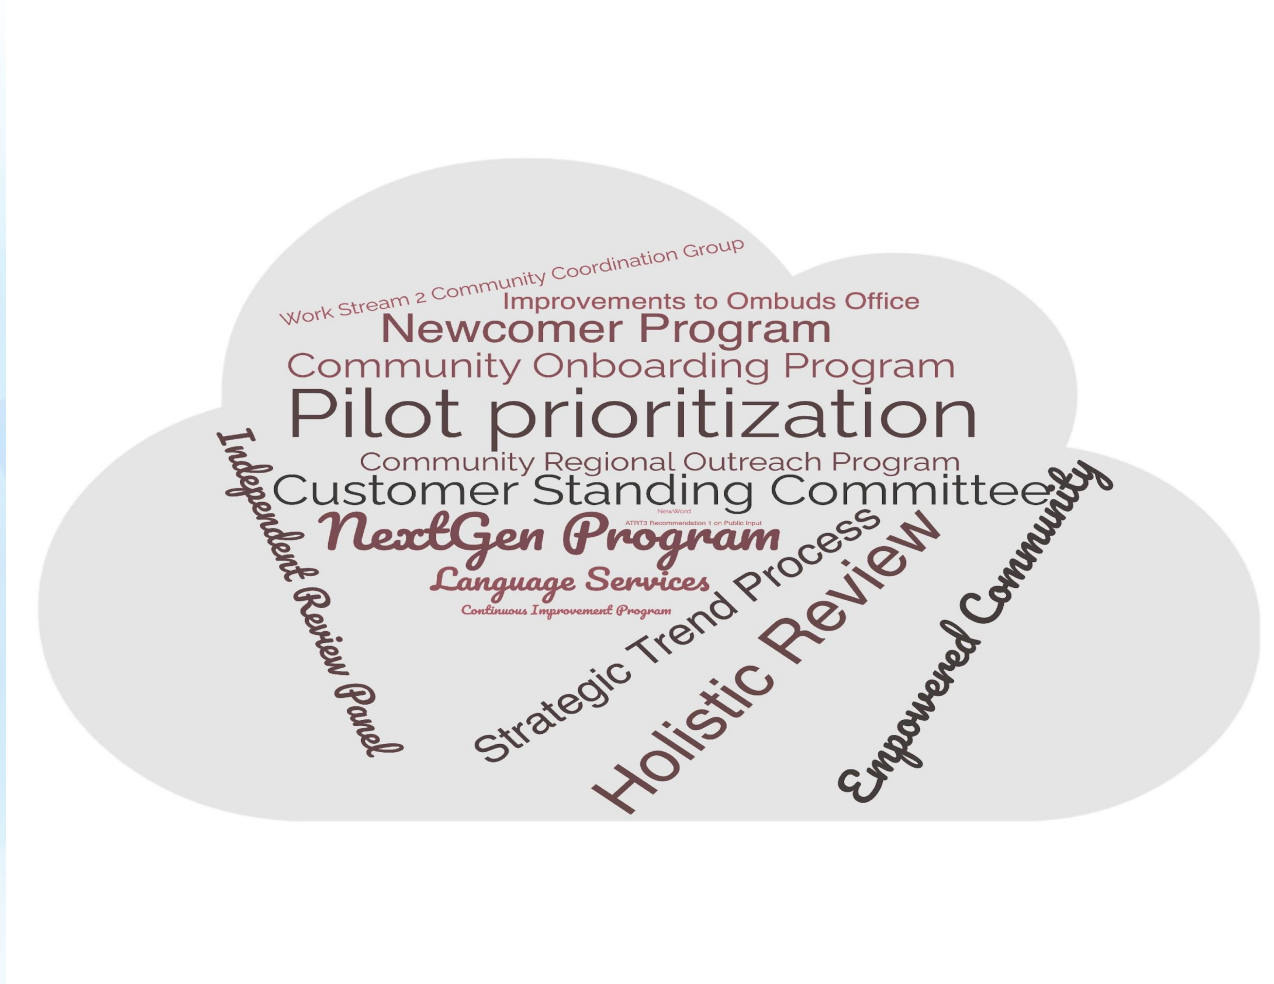 Work Stream 2 Community Coordination Group
Improvements to Ombuds Office
Newcomer Program
Community Onboarding Program
Pilot prioritization
Community Regional Outreach Program
Customer Standing Committee
NewWord
ATRT3 Recommendation 1 on Public Input
NextGen Program
Language Services
Continuous Improvement Program
Independent Review Panel
Strategic Trend Process
Holistic Review
Empowered Community